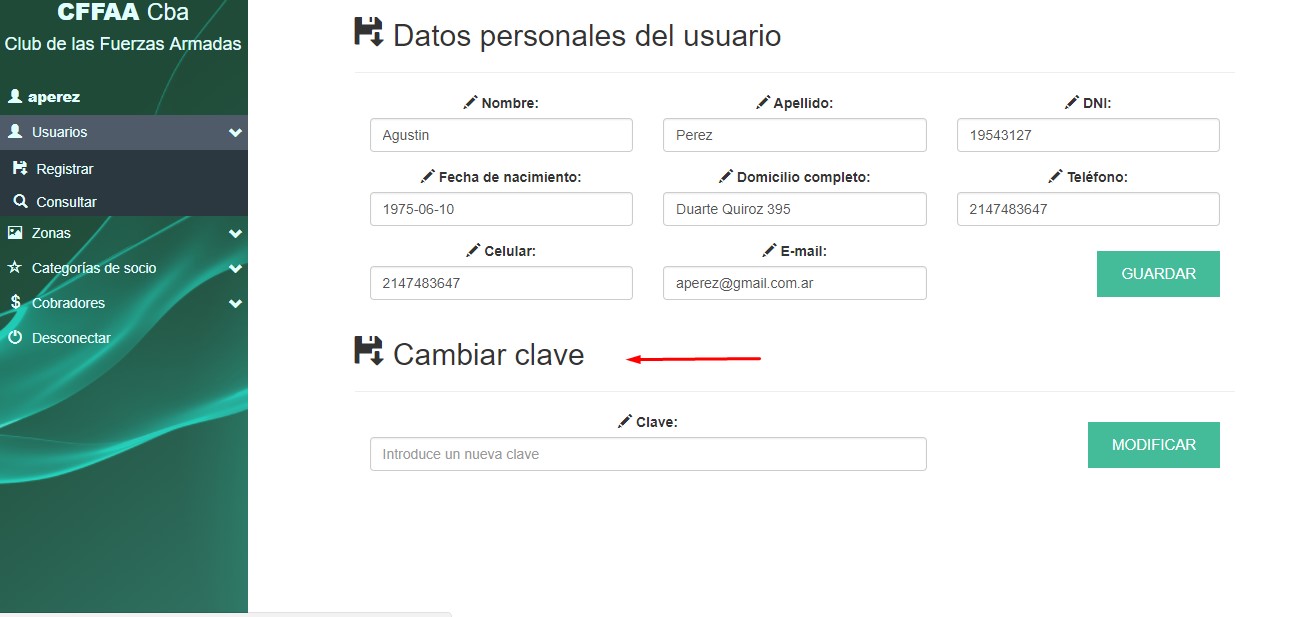 CFFAA Cba
Club de las Fuerzas Armadas
aperez
Usuarios
Registrar
Consultar
Zonas
Categorías de socio
Cobradores
Desconectar
Datos personales del usuario
Nombre: Apellido: DNI:
Agustin Perez 19543127
Fecha de nacimiento: Domicilio completo: Teléfono:
1975-06-10 Duarte Quiroz 395 2147483647
Celular: E-mail:
2147483647 aperez@gmail.com.ar GUARDAR
Cambiar clave
Clave:
Introduce un nueva clave MODIFICAR